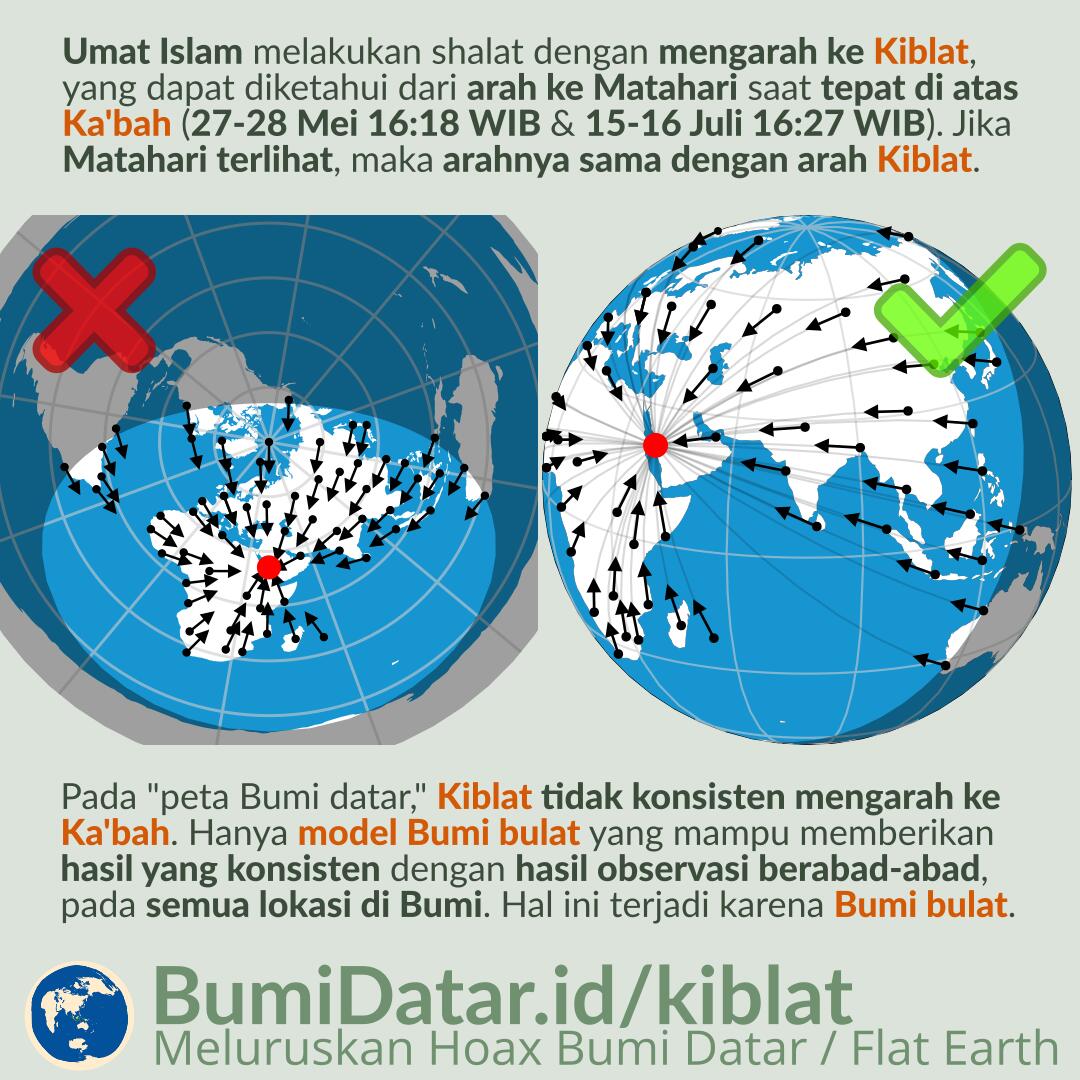 Umat Islam melakukan shalat dengan mengarah ke Kiblat,
yang dapat diketahui dari arah ke Matahari saat tepat di atas
Ka'bah (27-28 Mei 16:18 WIB & 15-16 Juli 16:27 WIB). Jika
Matahari terlihat, maka arahnya sama dengan arah Kiblat.
Pada "peta Bumi datar," Kiblat tidak konsisten mengarah ke
Ka'bah. Hanya model Bumi bulat yang mampu memberikan
hasil yang konsisten dengan hasil observasi berabad-abad,
pada semua lokasi di Bumi. Hal ini terjadi karena Bumi bulat.
BumiDatar.id/kiblat
Meluruskan Hoax Bumi Datar / Flat Earth